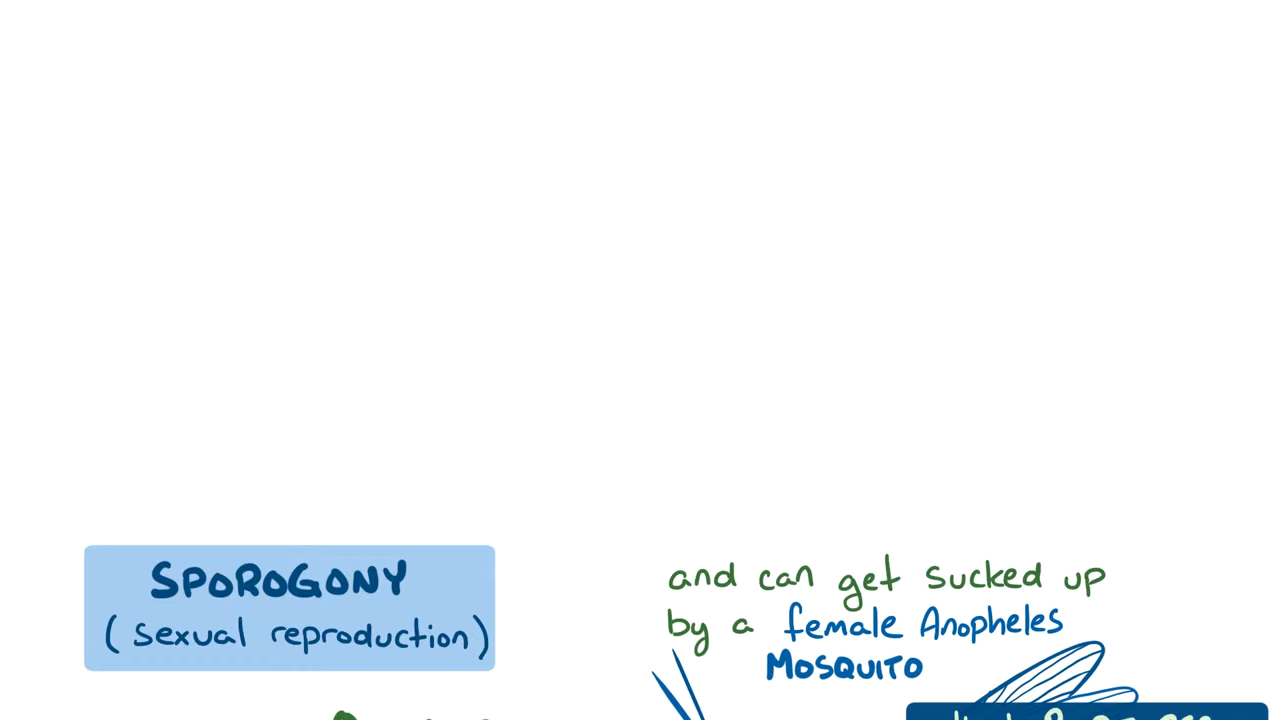 SPOROGONY
(sexual reproduction)
and can get sucked up
by a female Anopheles
MOSQUITO